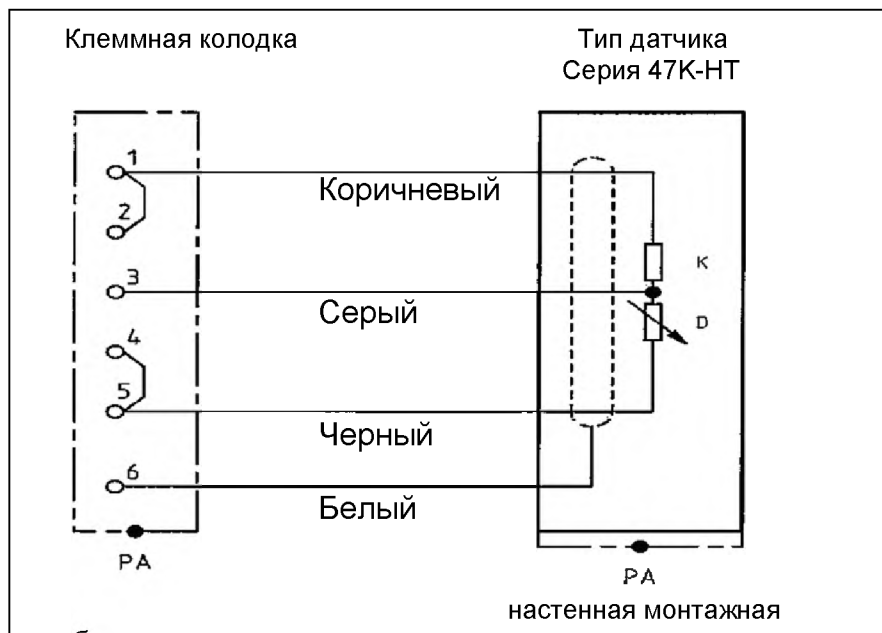 Клеммная колодка
Тип датчика
Серия 47K-HT
1
Коричневый
2
K
3
Серый
D
4
5
Черный
6
Белый
PA
PA
настенная монтажная